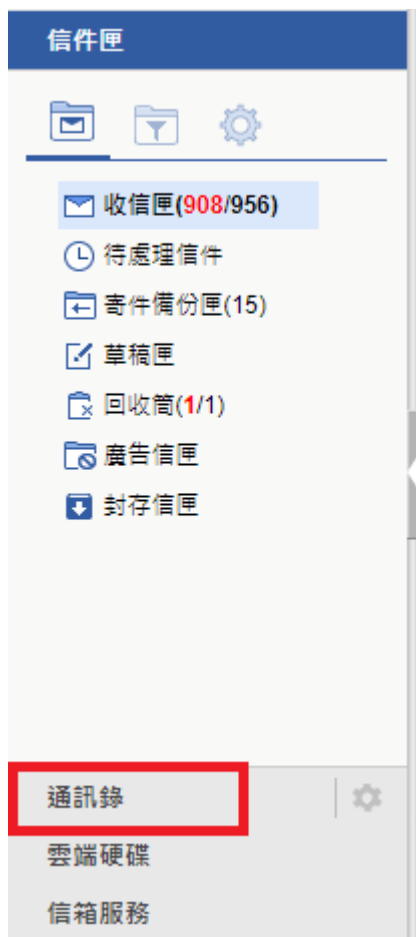 信件匣
收信匣(908/956)
待處理信件
寄件備份匣(15)
草稿匣
回收筒(1/1)
廣告信匣
封存信匣
通訊錄
雲端硬碟
信箱服務